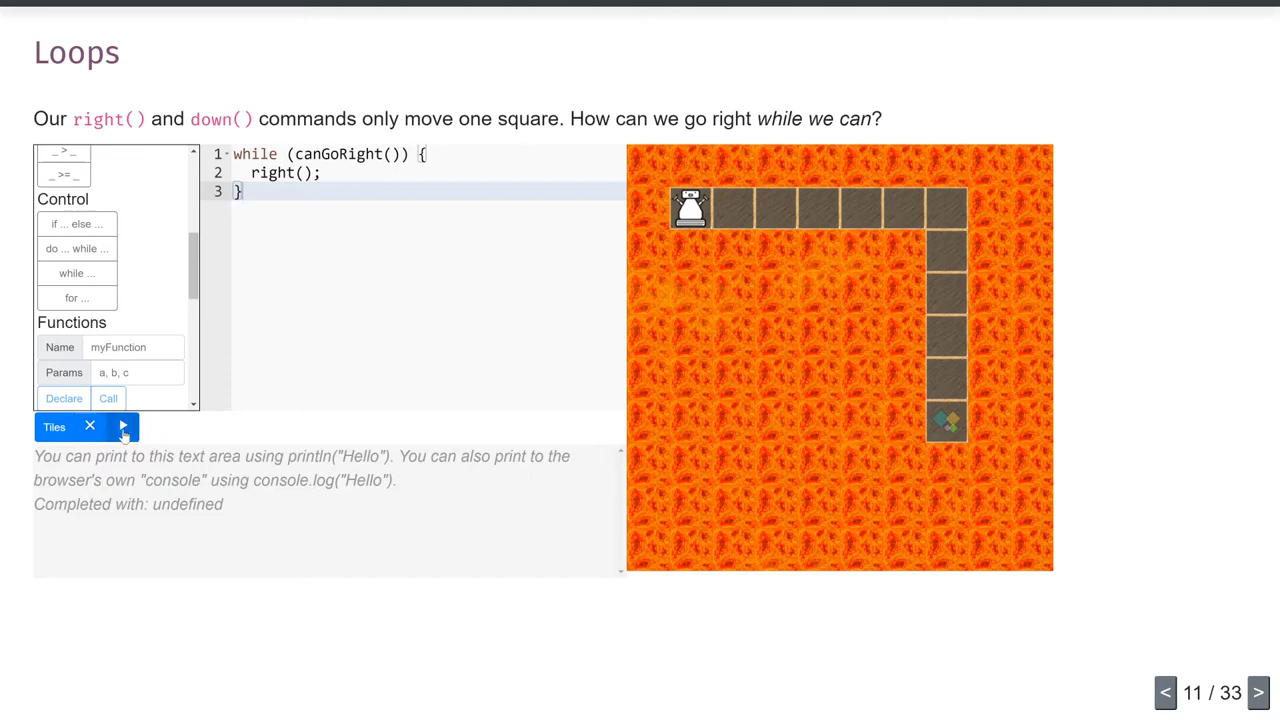 Loops
Our right() and down() commands only move one square. How can we go right while we can?
_ > _
_ >= _
Control
if ... else ...
do ... while ...
while ...
for ...
Functions
Name myFunction
Params a, b, c
Declare Call
1 while (canGoRight()) {
2 right();
3 }
Tiles
You can print to this text area using println("Hello"). You can also print to the
browser's own "console" using console.log("Hello").
Completed with: undefined
< 11 / 33 >